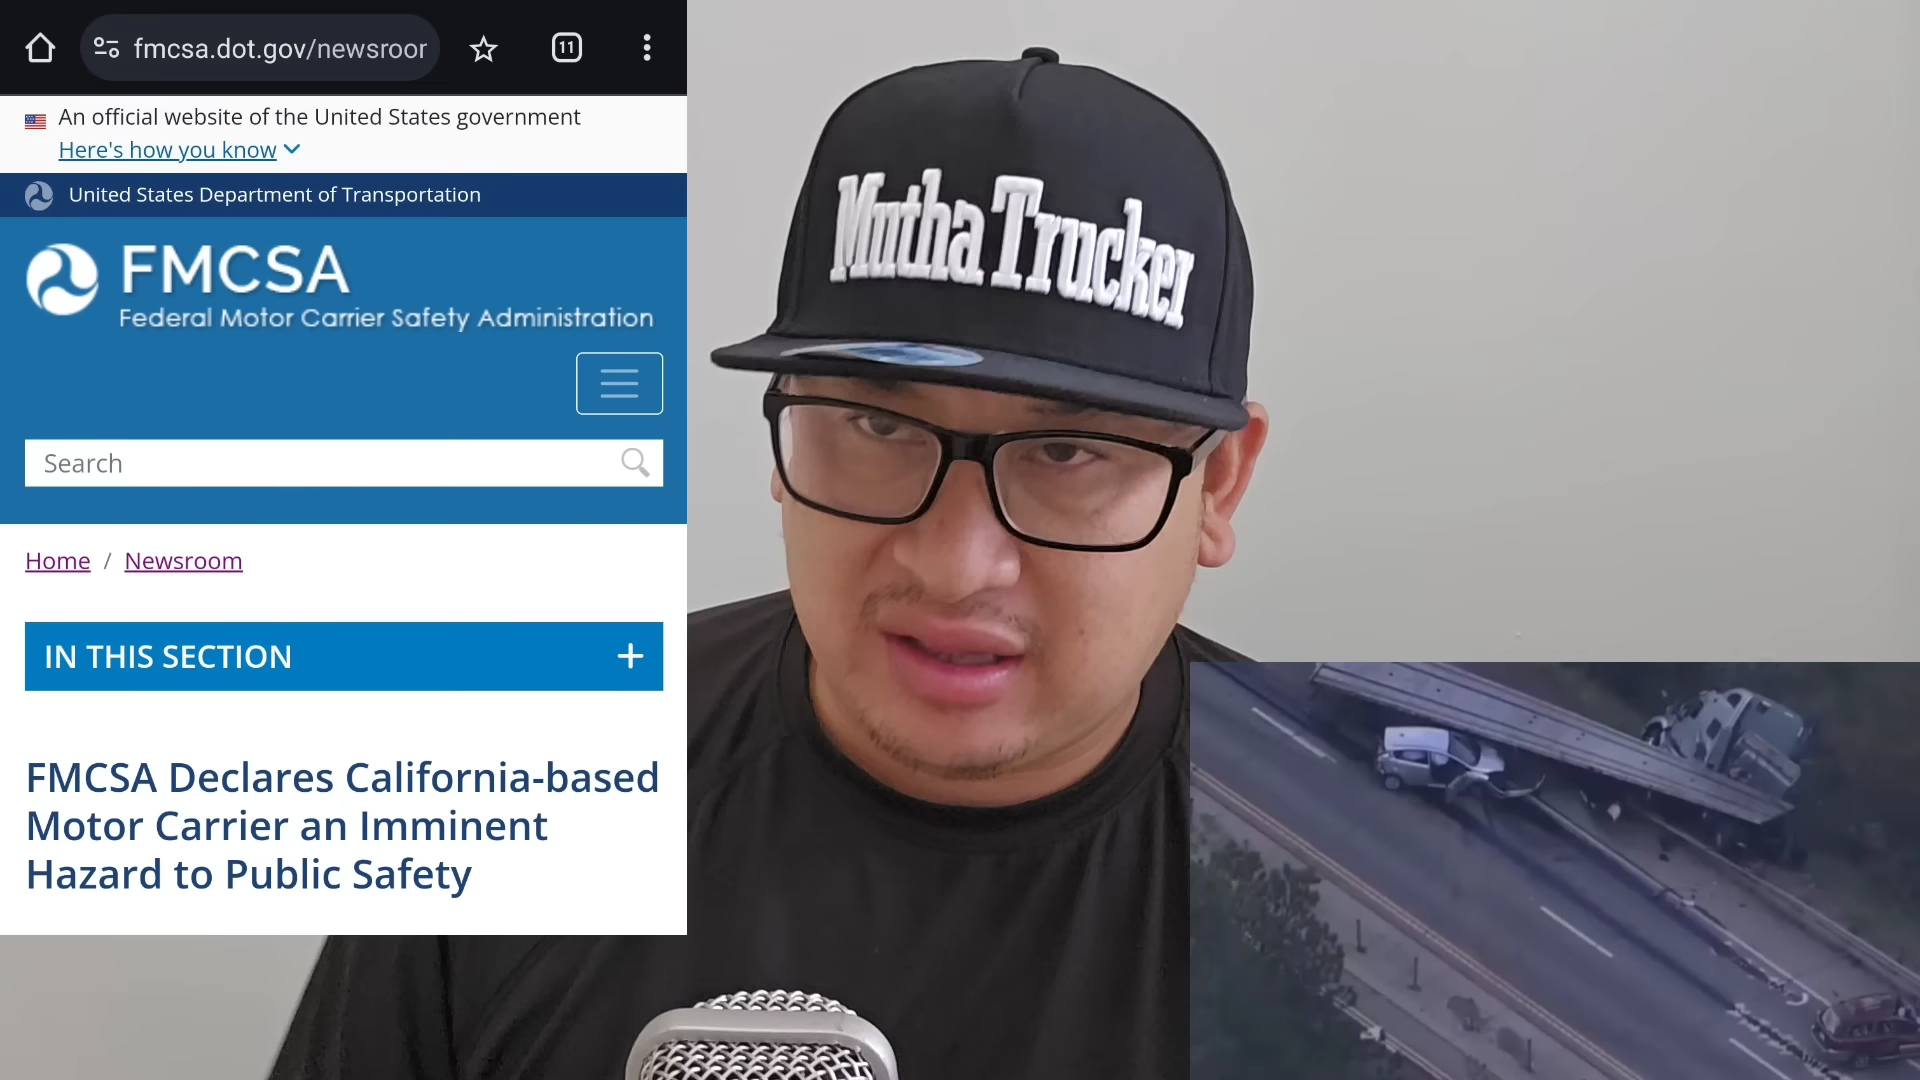 11
fmcsa.dot.gov/newsroor
An official website of the United States government
Here's how you know
United States Department of Transportation
FMCSA
Federal Motor Carrier Safety Administration
Search
Home / Newsroom
IN THIS SECTION +
FMCSA Declares California-based
Motor Carrier an Imminent
Hazard to Public Safety
Mutha Trucker